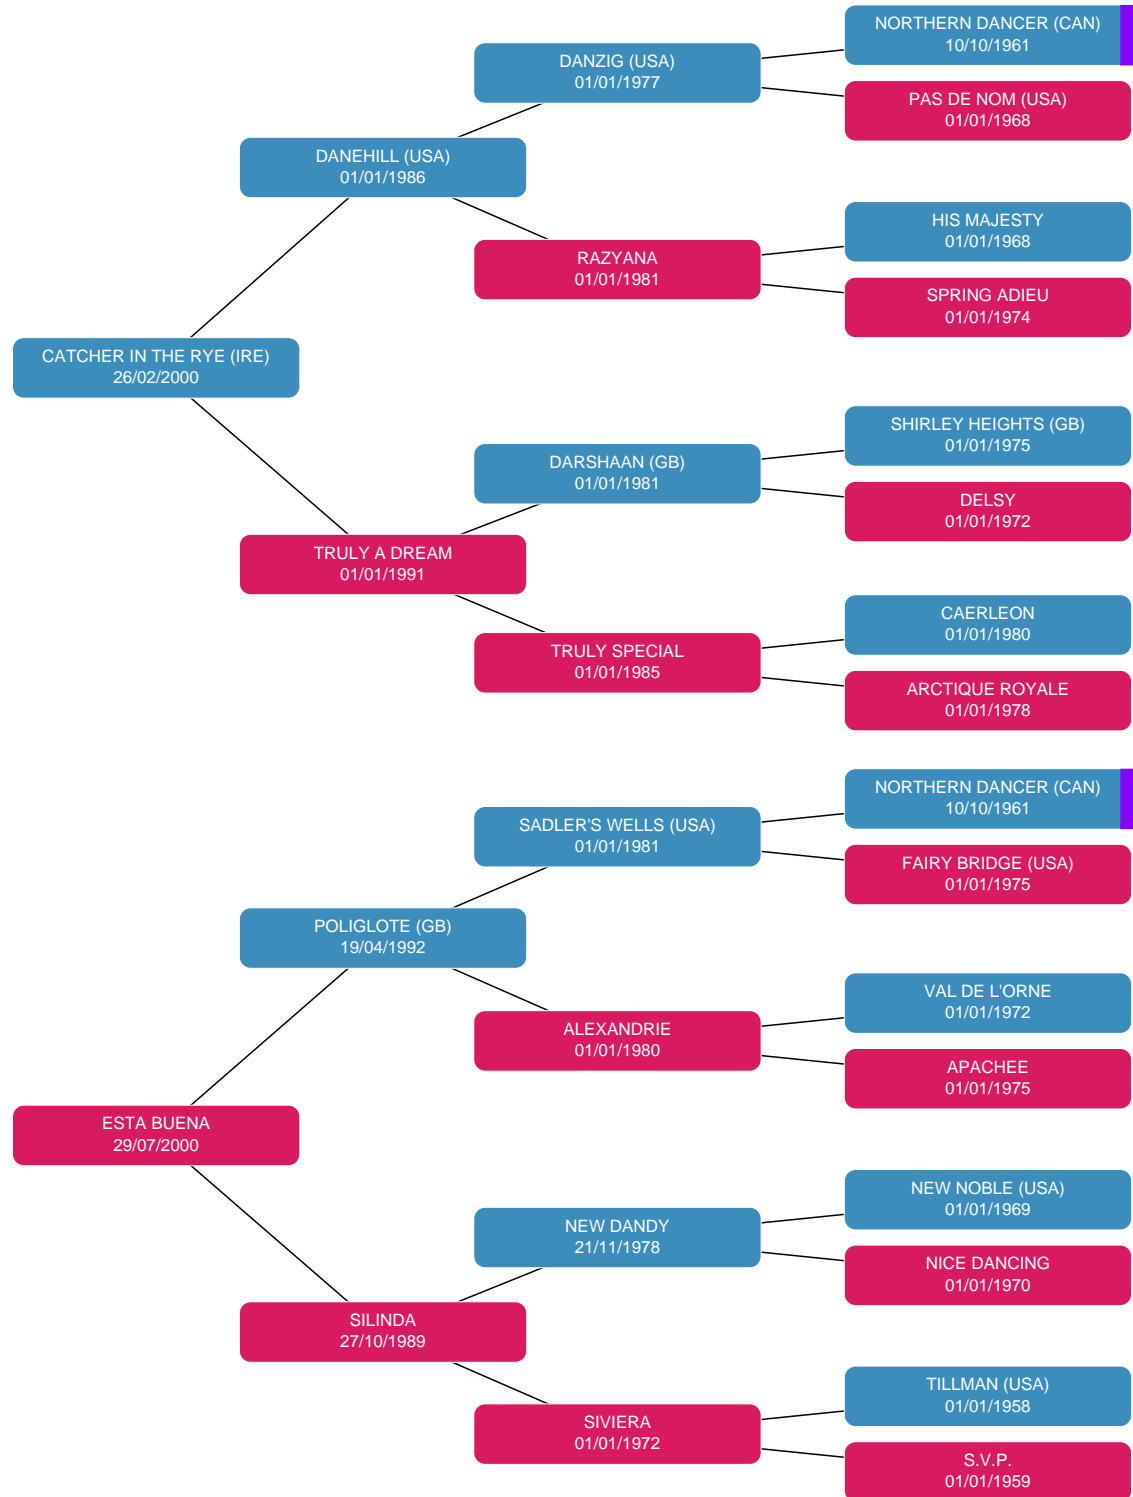 NORTHERN DANCER (CAN)
10/10/1961
DANZIG (USA)
01/01/1977
PAS DE NOM (USA)
01/01/1968
DANEHILL (USA)
01/01/1986
HIS MAJESTY
01/01/1968
RAZYANA
01/01/1981
SPRING ADIEU
01/01/1974
CATCHER IN THE RYE (IRE)
26/02/2000
SHIRLEY HEIGHTS (GB)
01/01/1975
DARSHAAN (GB)
01/01/1981
DELSY
01/01/1972
TRULY A DREAM
01/01/1991
CAERLEON
01/01/1980
TRULY SPECIAL
01/01/1985
ARCTIQUE ROYALE
01/01/1978
NORTHERN DANCER (CAN)
10/10/1961
SADLER'S WELLS (USA)
01/01/1981
FAIRY BRIDGE (USA)
01/01/1975
POLIGLOTE (GB)
19/04/1992
VAL DE L'ORNE
01/01/1972
ALEXANDRIE
01/01/1980
APACHEE
01/01/1975
ESTA BUENA
29/07/2000
NEW NOBLE (USA)
01/01/1969
NEW DANDY
21/11/1978
NICE DANCING
01/01/1970
SILINDA
27/10/1989
TILLMAN (USA)
01/01/1958
SIVIERA
01/01/1972
S.V.P.
01/01/1959